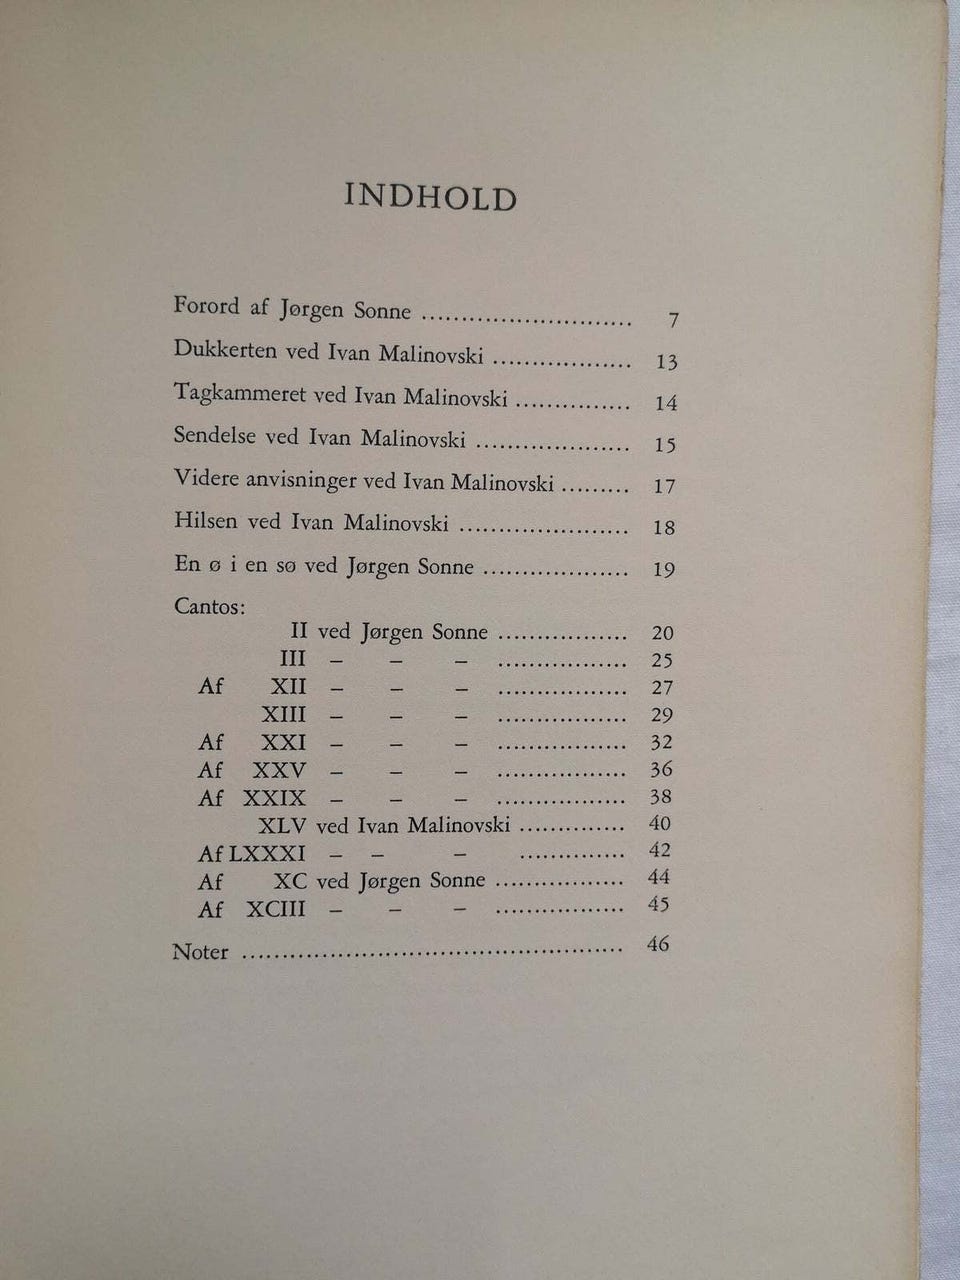 INDHOLD
Forord af Jørgen Sonne ........................... 7
Dukkerten ved Ivan Malinovski .................. 13
Tagkammeret ved Ivan Malinovski ............... 14
Sendelse ved Ivan Malinovski .................... 15
Videre anvisninger ved Ivan Malinovski ......... 17
Hilsen ved Ivan Malinovski ...................... 18
En ø i en sø ved Jørgen Sonne ................... 19
Cantos:
II ved Jørgen Sonne ................. 20
III – – – ................. 25
Af XII – – – ................. 27
XIII – – – ................. 29
Af XXI – – – ................. 32
Af XXV – – – ................. 36
Af XXIX – – – ................. 38
XLV ved Ivan Malinovski .............. 40
Af LXXXI – – – .............. 42
Af XC ved Jørgen Sonne ................. 44
Af XCIII – – – ................. 45
Noter ................................................. 46